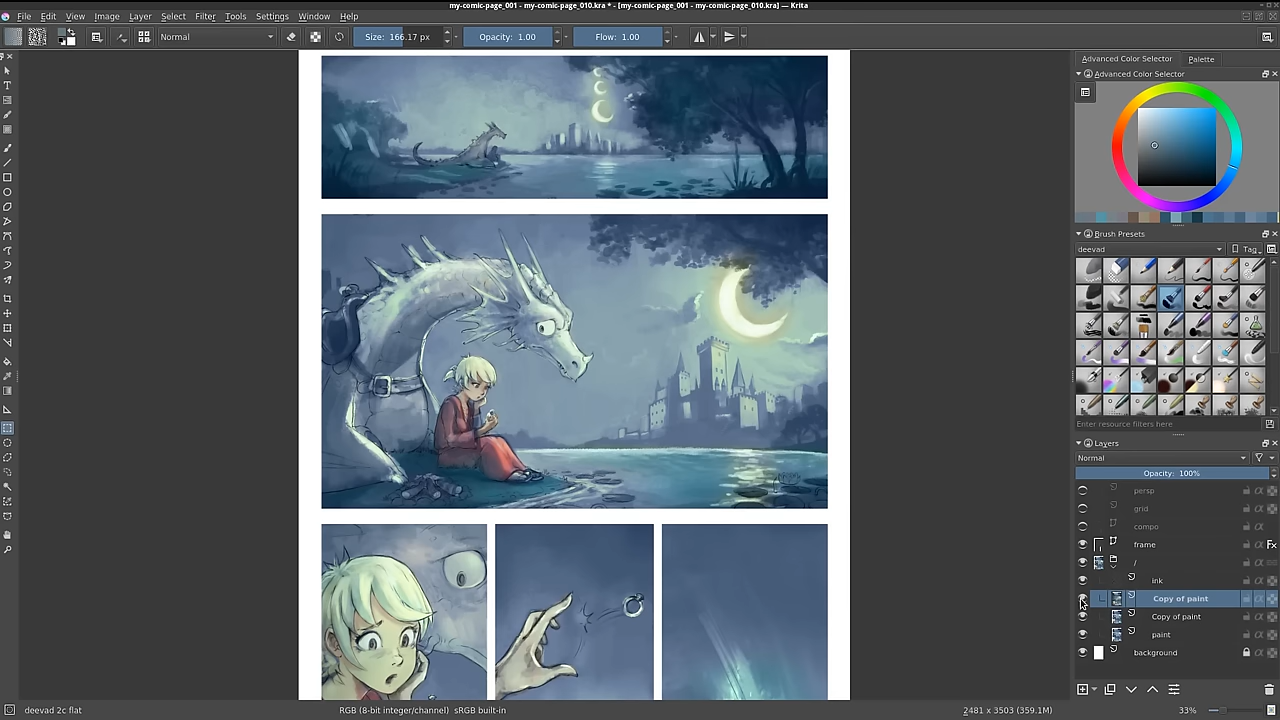 my-comic-page_001 - my-comic-page_010.kra * - [my-comic-page_001 - my-comic-page_010.kra] — Krita
File Edit View Image Layer Select Filter Tools Settings Window Help
Normal Size: 166.17 px Opacity: 1.00 Flow: 1.00
Advanced Color Selector Palette
Advanced Color Selector
Brush Presets
deevad Tag
Enter resource filters here
Layers
Normal
Opacity: 100%
persp
grid
compo
frame Fx
/
ink
Copy of paint
Copy of paint
paint
background
deevad 2c flat RGB (8-bit integer/channel) sRGB built-in 2481 x 3503 (359.1M) 33%